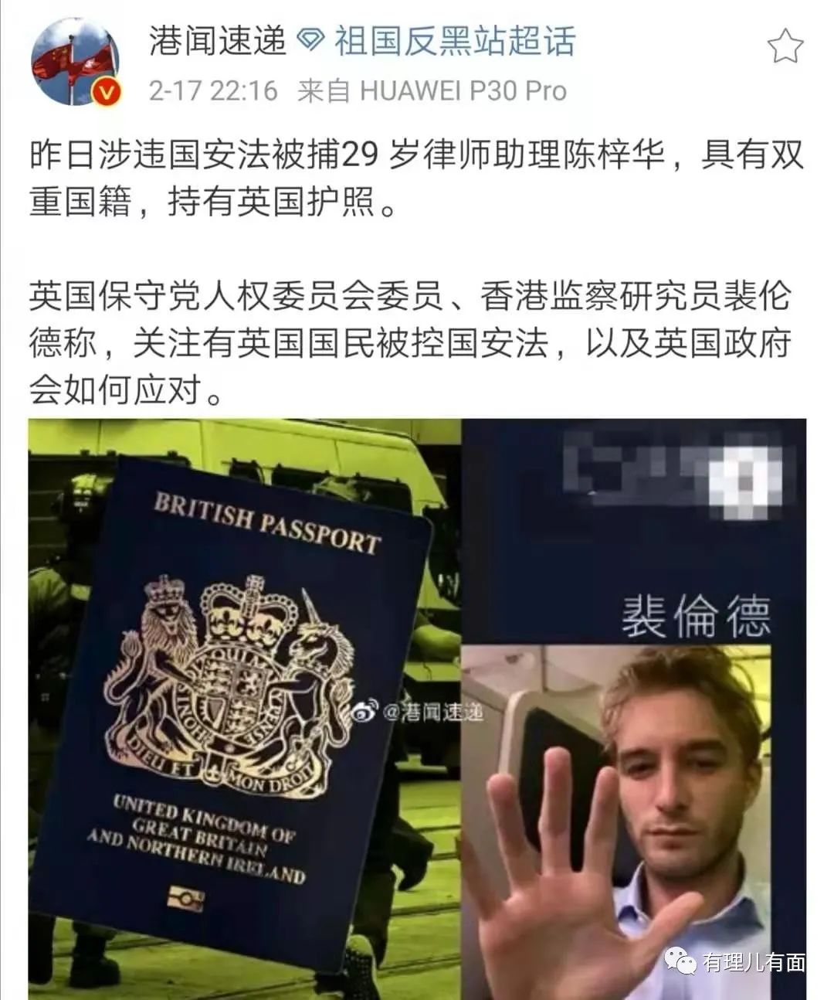 港闻速递 祖国反黑站超话
2-17 22:16 来自 HUAWEI P30 Pro
昨日涉违国安法被捕29 岁律师助理陈梓华，具有双
重国籍，持有英国护照。
英国保守党人权委员会委员、香港监察研究员裴伦
德称，关注有英国国民被控国安法，以及英国政府
会如何应对。
BRITISH PASSPORT
DIEU ET MON DROIT
UNITED KINGDOM OF
GREAT BRITAIN
AND NORTHERN IRELAND
@港闻速递
裴倫德
有理儿有面